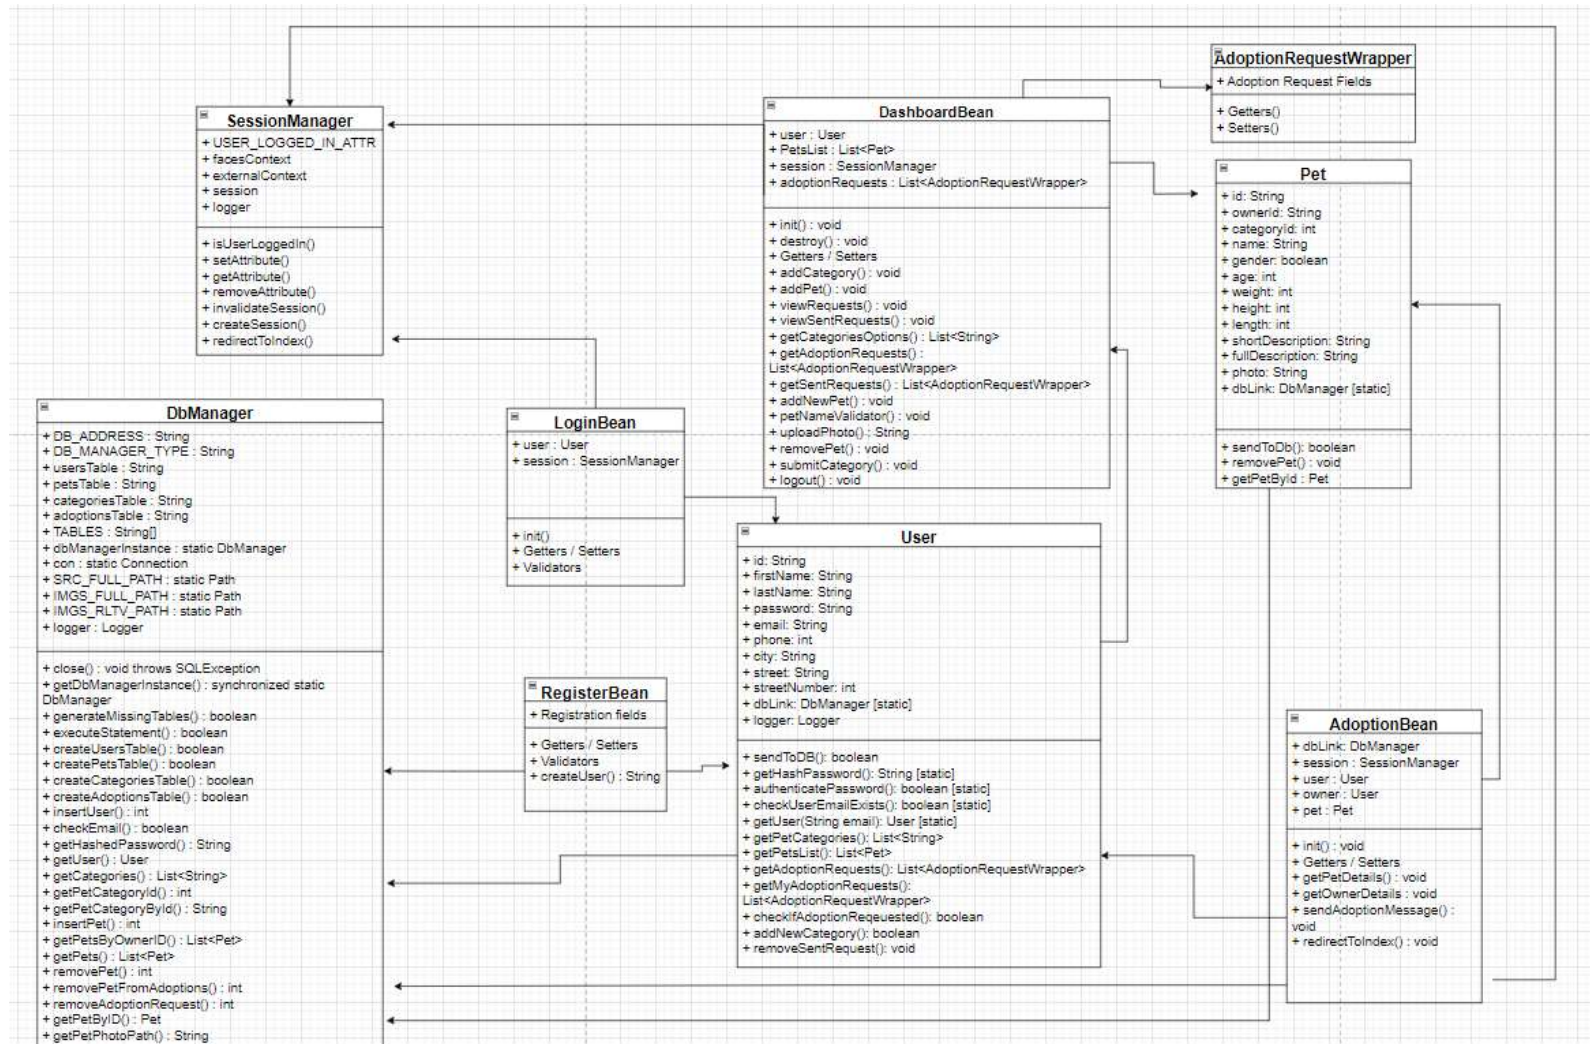 AdoptionRequestWrapper
+ Adoption Request Fields
+ Getters()
+ Setters()
SessionManager
+ USER_LOGGED_IN_ATTR
+ facesContext
+ externalContext
+ session
+ logger
+ isUserLoggedIn()
+ setAttribute()
+ getAttribute()
+ removeAttribute()
+ invalidateSession()
+ createSession()
+ redirectToIndex()
DashboardBean
+ user : User
+ PetsList : List<Pet>
+ session : SessionManager
+ adoptionRequests : List<AdoptionRequestWrapper>
+ init() : void
+ destroy() : void
+ Getters / Setters
+ addCategory() : void
+ addPet() : void
+ viewRequests() : void
+ viewSentRequests() : void
+ getCategoriesOptions() : List<String>
+ getAdoptionRequests() :
List<AdoptionRequestWrapper>
+ getSentRequests() : List<AdoptionRequestWrapper>
+ addNewPet() : void
+ petNameValidator() : void
+ uploadPhoto() : String
+ removePet() : void
+ submitCategory() : void
+ logout() : void
Pet
+ id: String
+ ownerId: String
+ categoryId: int
+ name: String
+ gender: boolean
+ age: int
+ weight: int
+ height: int
+ length: int
+ shortDescription: String
+ fullDescription: String
+ photo: String
+ dbLink: DbManager [static]
+ sendToDb(): boolean
+ removePet() : void
+ getPetById : Pet
DbManager
+ DB_ADDRESS : String
+ DB_MANAGER_TYPE : String
+ usersTable : String
+ petsTable : String
+ categoriesTable : String
+ adoptionsTable : String
+ TABLES : String[]
+ dbManagerInstance : static DbManager
+ con : static Connection
+ SRC_FULL_PATH : static Path
+ IMGS_FULL_PATH : static Path
+ IMGS_RLTV_PATH : static Path
+ logger : Logger
+ close() : void throws SQLException
+ getDbManagerInstance() : synchronized static
DbManager
+ generateMissingTables() : boolean
+ executeStatement() : boolean
+ createUsersTable() : boolean
+ createPetsTable() : boolean
+ createCategoriesTable() : boolean
+ createAdoptionsTable() : boolean
+ insertUser() : int
+ checkEmail() : boolean
+ getHashedPassword() : String
+ getUser() : User
+ getCategories() : List<String>
+ getPetCategoryId() : int
+ getPetCategoryById() : String
+ insertPet() : int
+ getPetsByOwnerID() : List<Pet>
+ getPets() : List<Pet>
+ removePet() : int
+ removePetFromAdoptions() : int
+ removeAdoptionRequest() : int
+ getPetByID() : Pet
+ getPetPhotoPath() : String
LoginBean
+ user : User
+ session : SessionManager
+ init()
+ Getters / Setters
+ Validators
User
+ id: String
+ firstName: String
+ lastName: String
+ password: String
+ email: String
+ phone: int
+ city: String
+ street: String
+ streetNumber: int
+ dbLink: DbManager [static]
+ logger: Logger
+ sendToDB(): boolean
+ getHashPassword(): String [static]
+ authenticatePassword(): boolean [static]
+ checkUserEmailExists(): boolean [static]
+ getUser(String email): User [static]
+ getPetCategories(): List<String>
+ getPetsList(): List<Pet>
+ getAdoptionRequests(): List<AdoptionRequestWrapper>
+ getMyAdoptionRequests():
List<AdoptionRequestWrapper>
+ checkIfAdoptionReqeuested(): boolean
+ addNewCategory(): boolean
+ removeSentRequest(): void
RegisterBean
+ Registration fields
+ Getters / Setters
+ Validators
+ createUser() : String
AdoptionBean
+ dbLink: DbManager
+ session : SessionManager
+ user : User
+ owner : User
+ pet : Pet
+ init() : void
+ Getters / Setters
+ getPetDetails() : void
+ getOwnerDetails : void
+ sendAdoptionMessage() :
void
+ redirectToIndex() : void